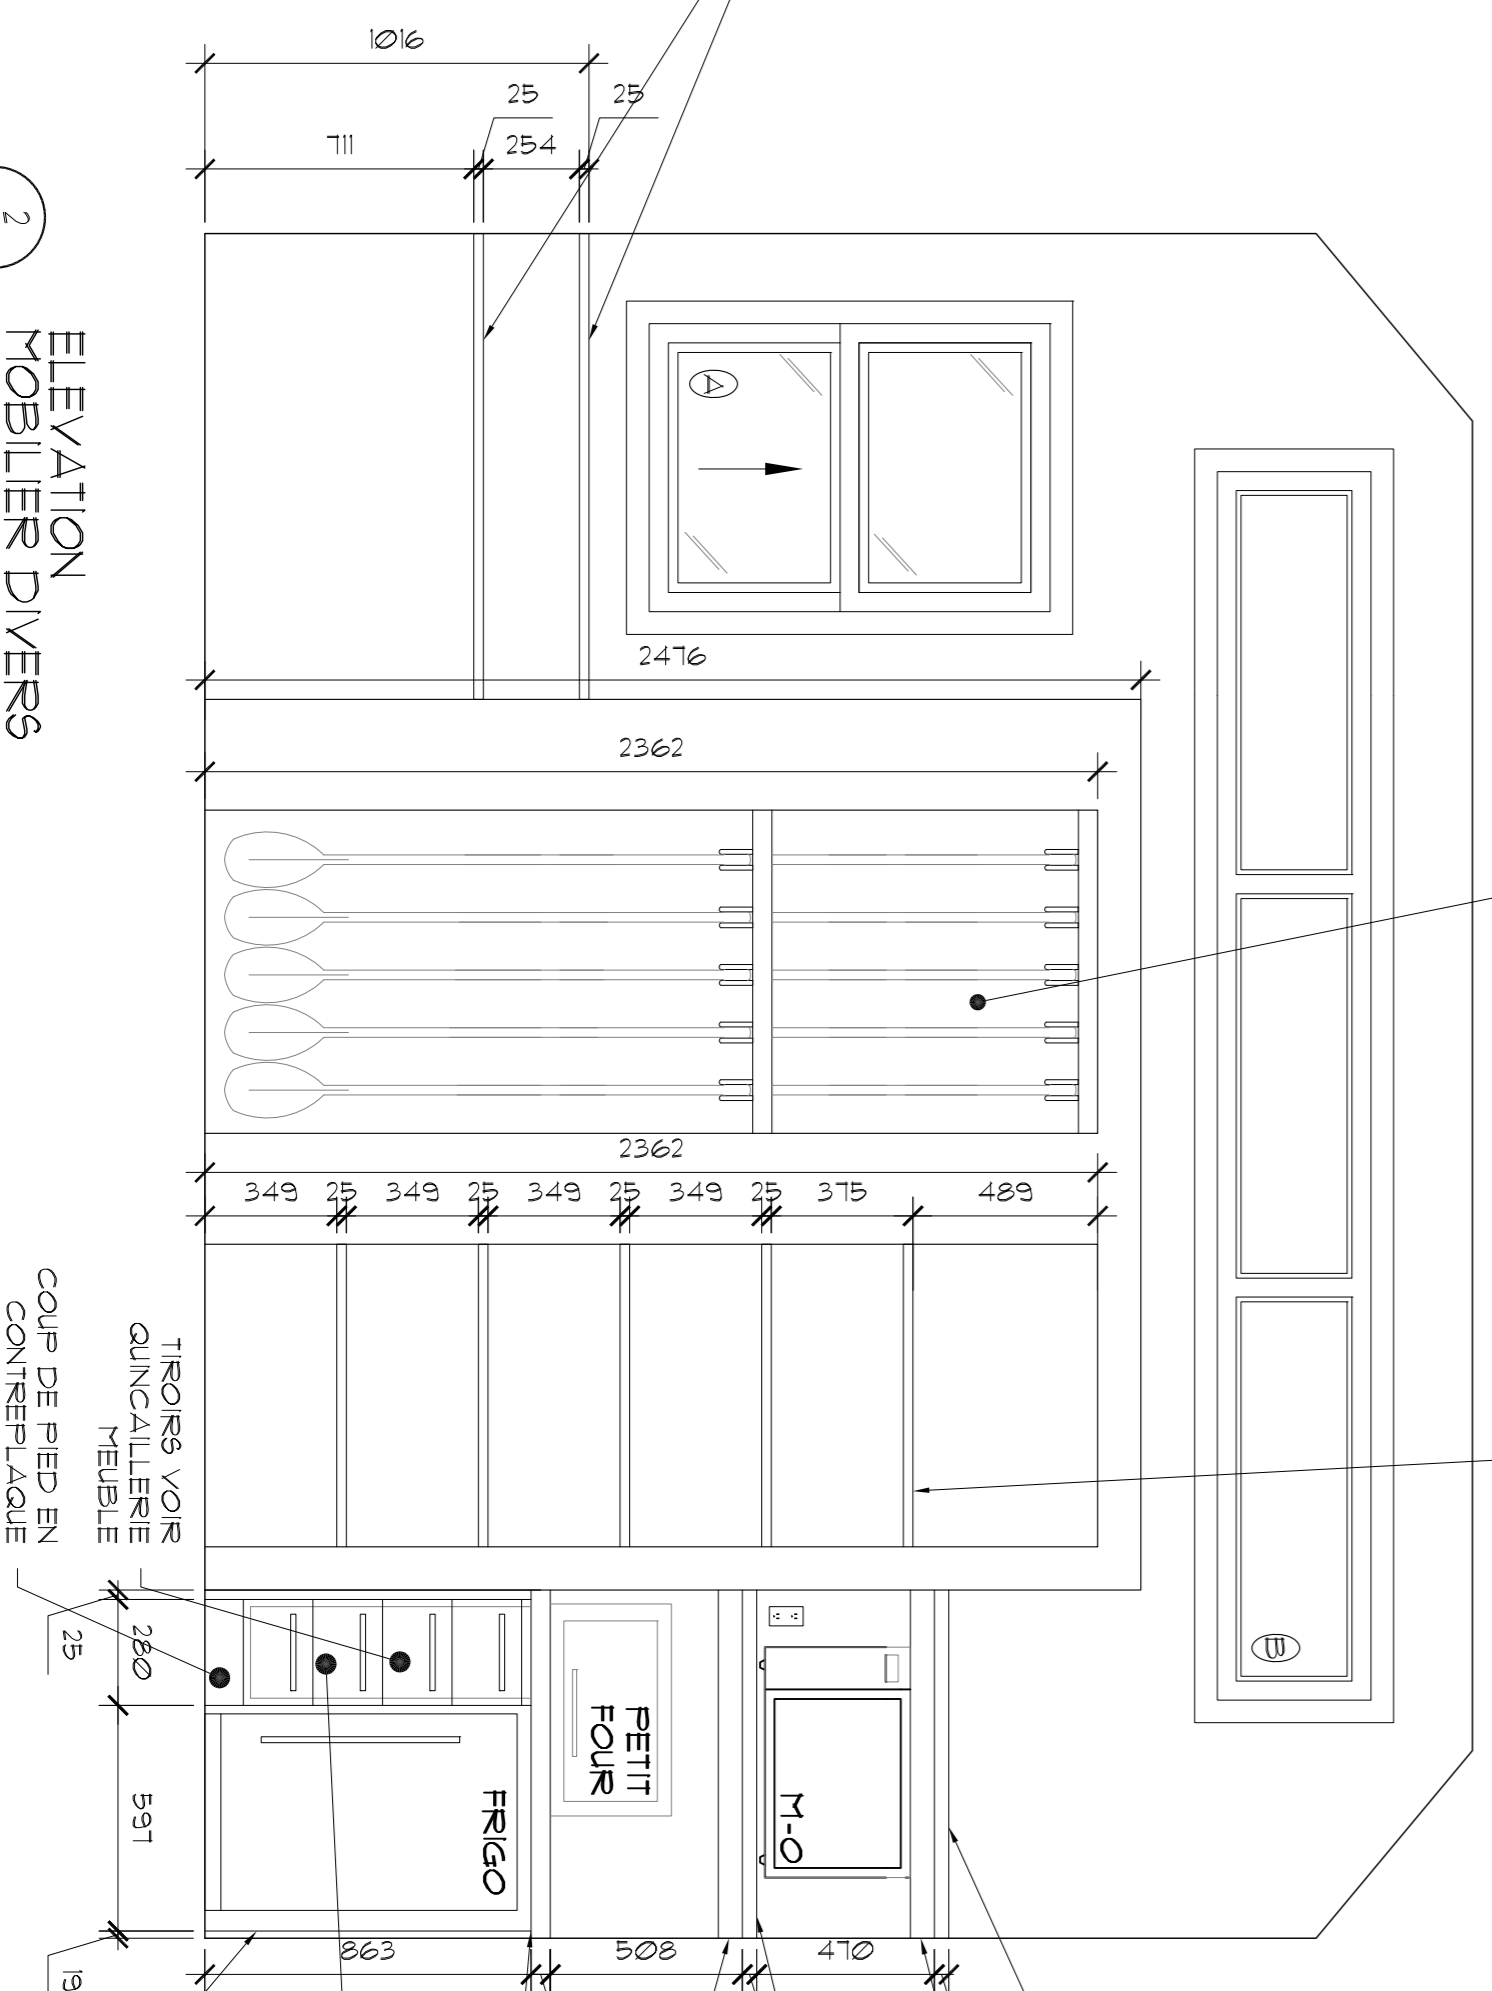 1016
25
25
711
254
2
ELEVATION
MOBILIER DIVERS
A
2476
2362
2362
349
25
349
25
349
25
349
25
375
489
TIROIRS VOIR
QUINCAILLERIE
MEUBLE
COUP DE PIED EN
CONTREPLAQUE
25
280
597
19
B
PETIT
FOUR
M-O
FRIGO
863
508
470